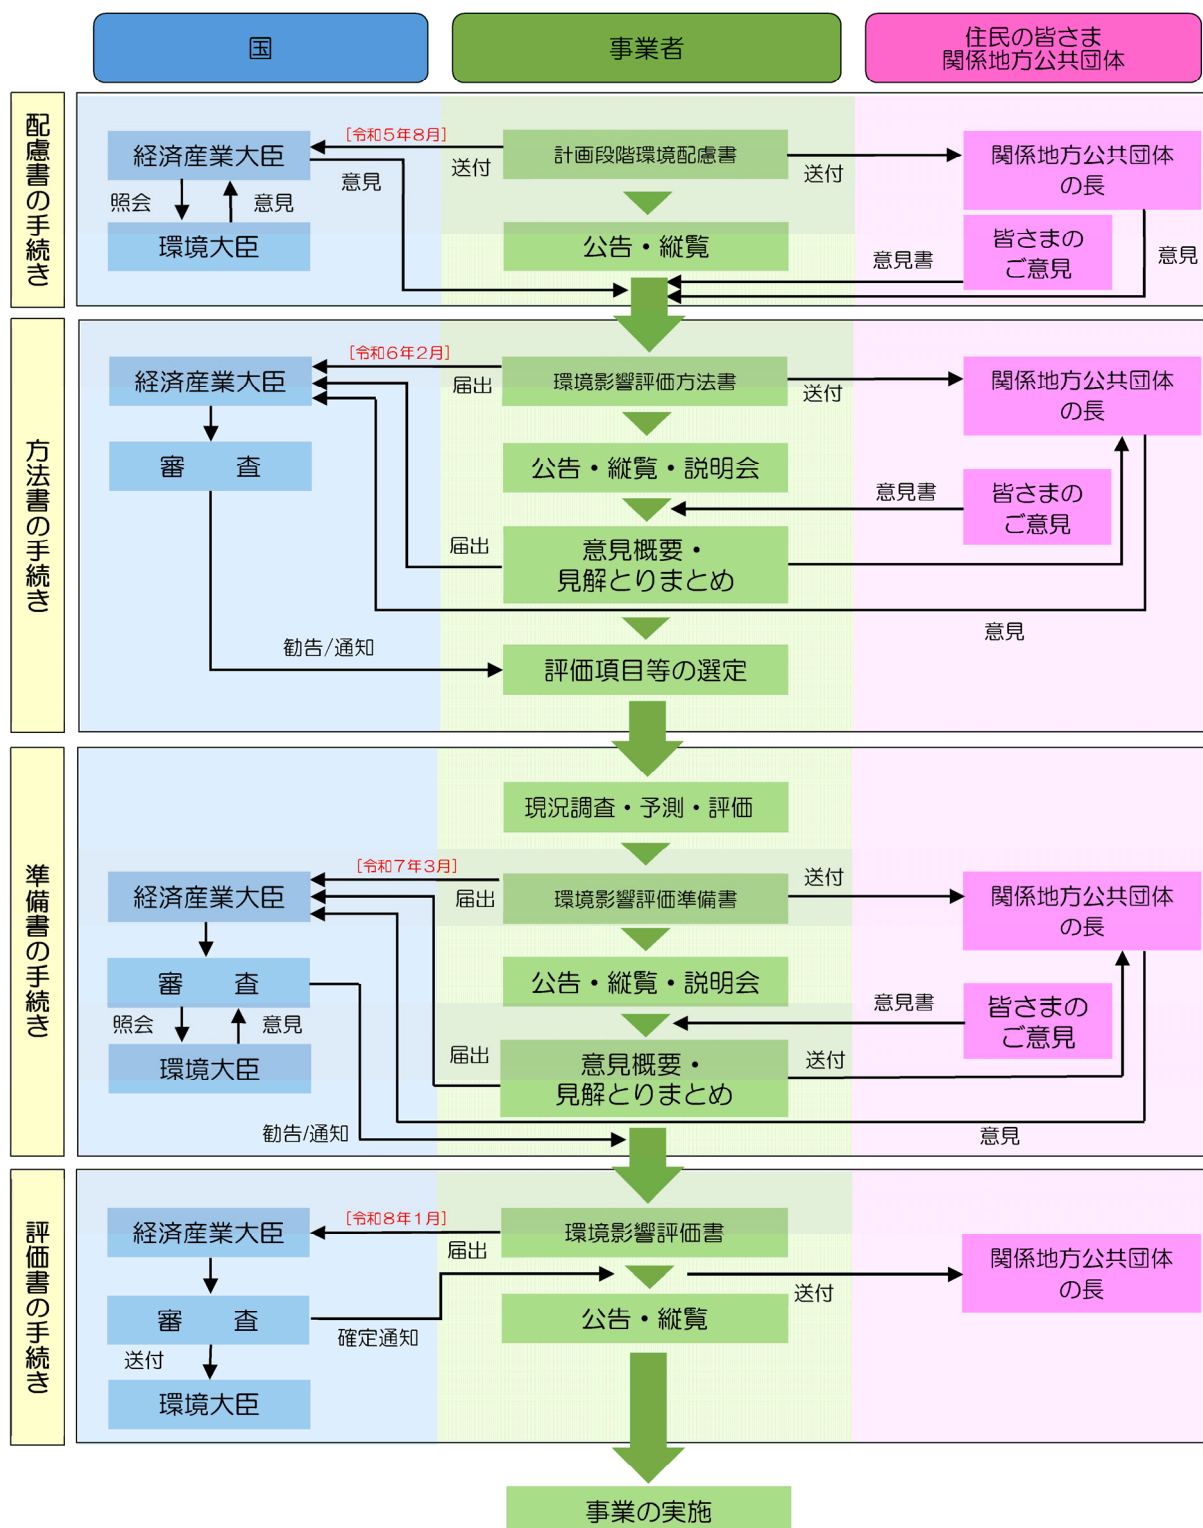 国
事業者
住民の皆さま
関係地方公共団体
配慮書の手続き
[令和5年8月]
経済産業大臣
送付
計画段階環境配慮書
送付
関係地方公共団体
の長
意見
照会
意見
環境大臣
公告・縦覧
皆さまの
ご意見
意見書
意見
方法書の手続き
[令和6年2月]
経済産業大臣
届出
環境影響評価方法書
送付
関係地方公共団体
の長
審　査
公告・縦覧・説明会
意見書
皆さまの
ご意見
届出
意見概要・
見解とりまとめ
意見
勧告/通知
評価項目等の選定
準備書の手続き
現況調査・予測・評価
[令和7年3月]
経済産業大臣
届出
環境影響評価準備書
送付
関係地方公共団体
の長
審　査
公告・縦覧・説明会
照会
意見
意見書
皆さまの
ご意見
環境大臣
届出
意見概要・
見解とりまとめ
送付
勧告/通知
意見
評価書の手続き
[令和8年1月]
経済産業大臣
届出
環境影響評価書
関係地方公共団体
の長
送付
審　査
確定通知
公告・縦覧
送付
環境大臣
事業の実施